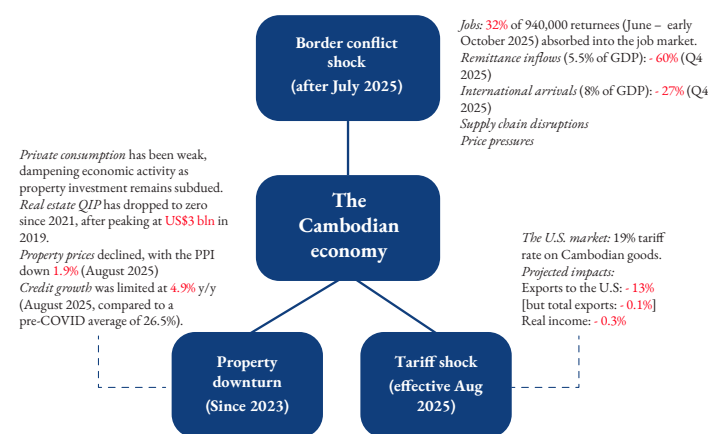 Border conflict
shock
(after July 2025)
Jobs: 32% of 940,000 returnees (June – early
October 2025) absorbed into the job market.
Remittance inflows (5.5% of GDP): - 60% (Q4
2025)
International arrivals (8% of GDP): - 27% (Q4
2025)
Supply chain disruptions
Price pressures
Private consumption has been weak,
dampening economic activity as
property investment remains subdued.
Real estate QIP has dropped to zero
since 2021, after peaking at US$3 bln in
2019.
Property prices declined, with the PPI
down 1.9% (August 2025)
Credit growth was limited at 4.9% y/y
(August 2025, compared to a
pre-COVID average of 26.5%).
The
Cambodian
economy
The U.S. market: 19% tariff
rate on Cambodian goods.
Projected impacts:
Exports to the U.S: - 13%
[but total exports: - 0.1%]
Real income: - 0.3%
Property
downturn
(Since 2023)
Tariff shock
(effective Aug
2025)